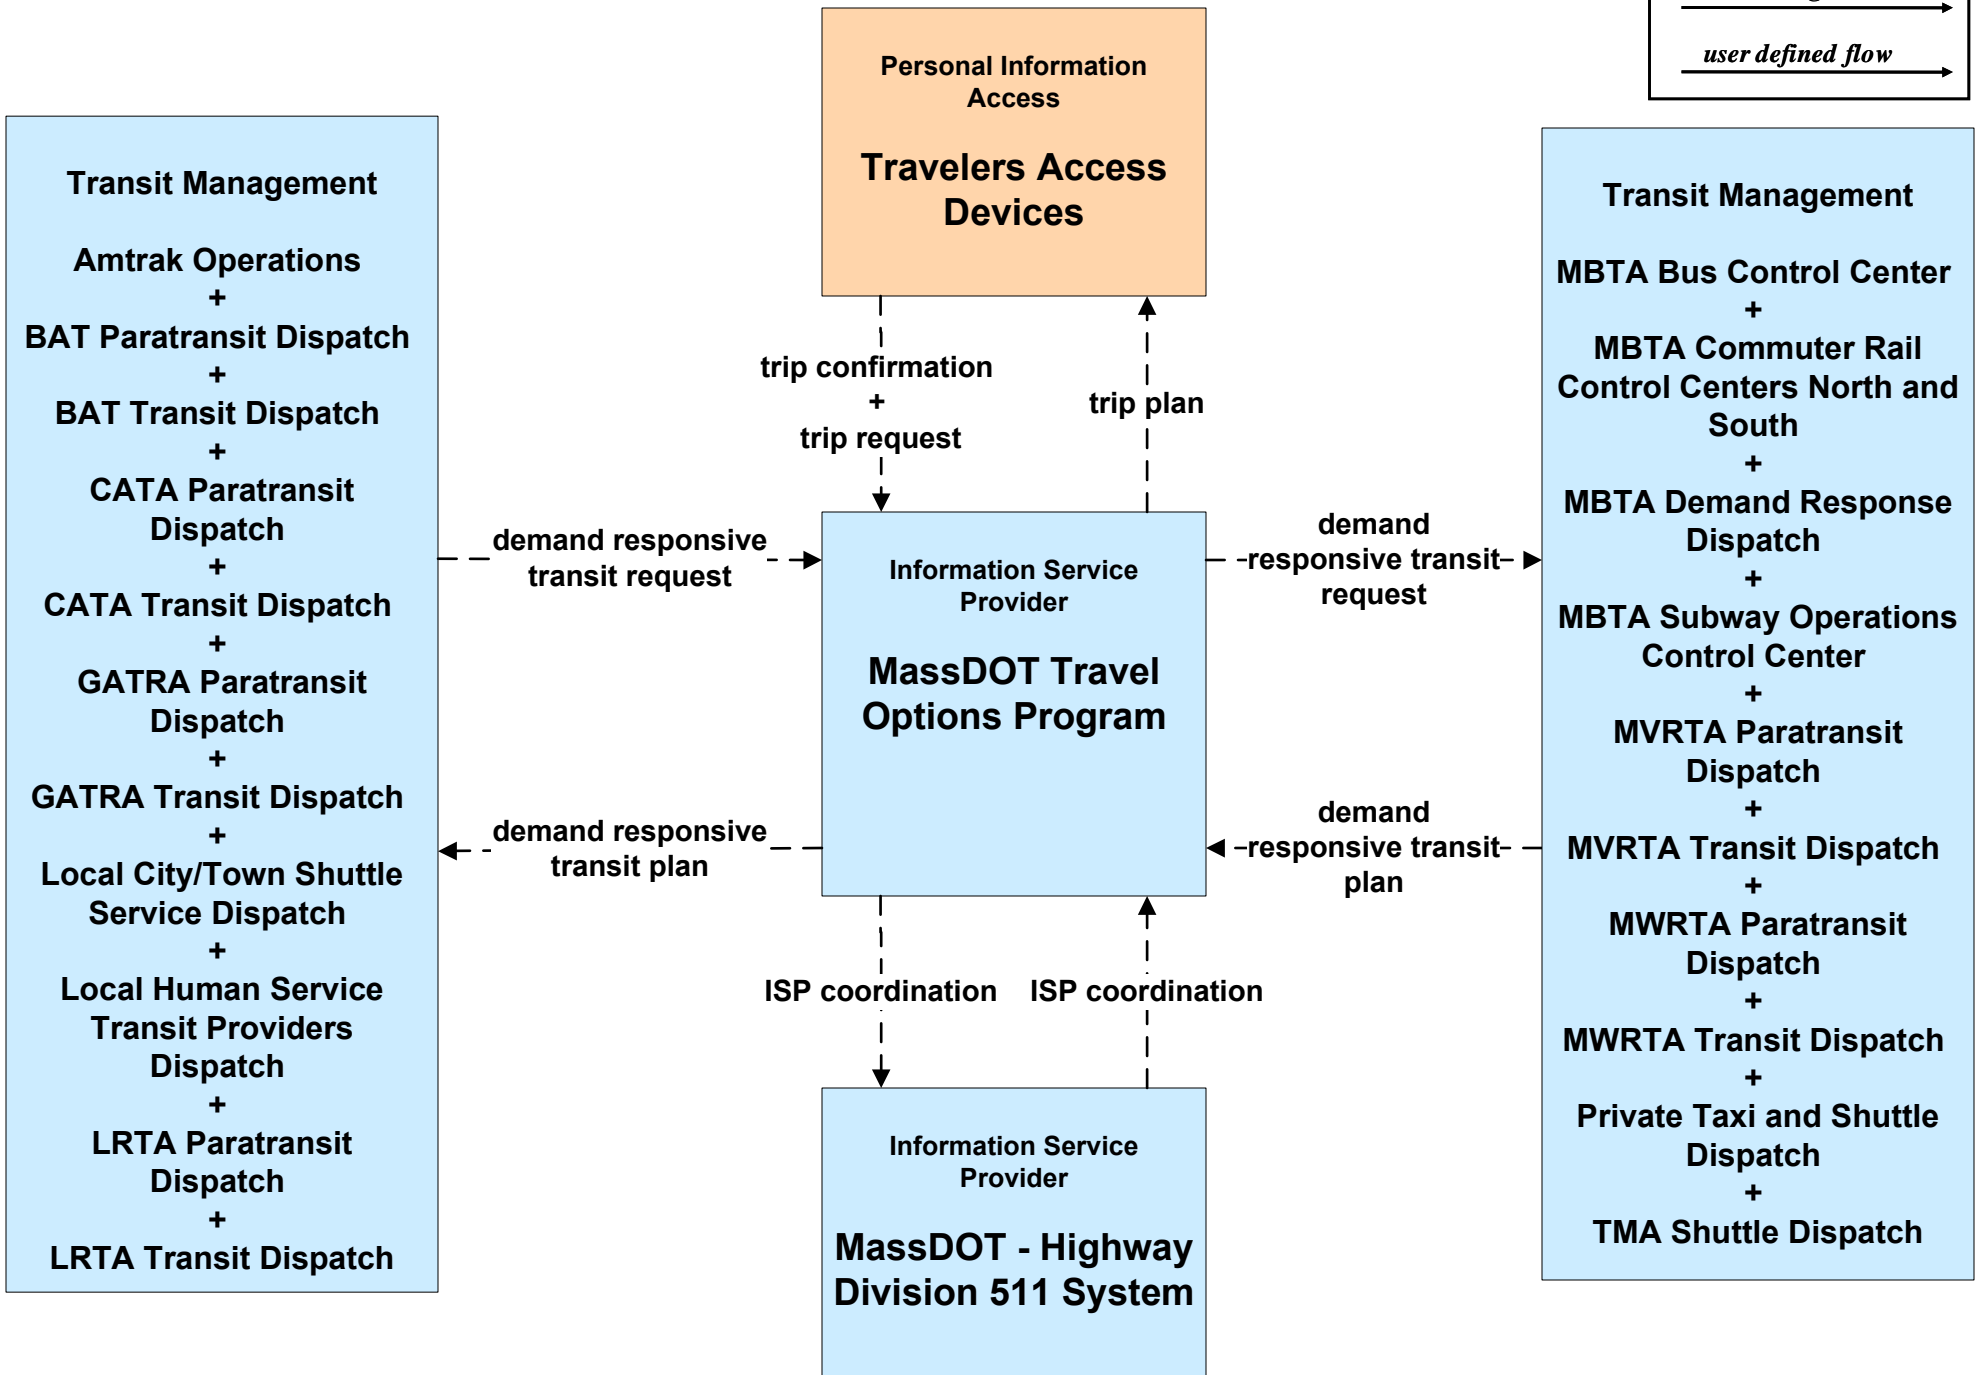 user defined flow
Personal Information
Access
Travelers Access
Devices
Transit Management
Amtrak Operations
+
BAT Paratransit Dispatch
+
BAT Transit Dispatch
+
CATA Paratransit
Dispatch
+
CATA Transit Dispatch
+
GATRA Paratransit
Dispatch
+
GATRA Transit Dispatch
+
Local City/Town Shuttle
Service Dispatch
+
Local Human Service
Transit Providers
Dispatch
+
LRTA Paratransit
Dispatch
+
LRTA Transit Dispatch
trip confirmation
+
trip request
trip plan
demand responsive
transit request
demand responsive
transit plan
Information Service
Provider
MassDOT Travel
Options Program
demand
responsive transit
request
demand
responsive transit
plan
ISP coordination
ISP coordination
Information Service
Provider
MassDOT - Highway
Division 511 System
Transit Management
MBTA Bus Control Center
+
MBTA Commuter Rail
Control Centers North and
South
+
MBTA Demand Response
Dispatch
+
MBTA Subway Operations
Control Center
+
MVRTA Paratransit
Dispatch
+
MVRTA Transit Dispatch
+
MWRTA Paratransit
Dispatch
+
MWRTA Transit Dispatch
+
Private Taxi and Shuttle
Dispatch
+
TMA Shuttle Dispatch